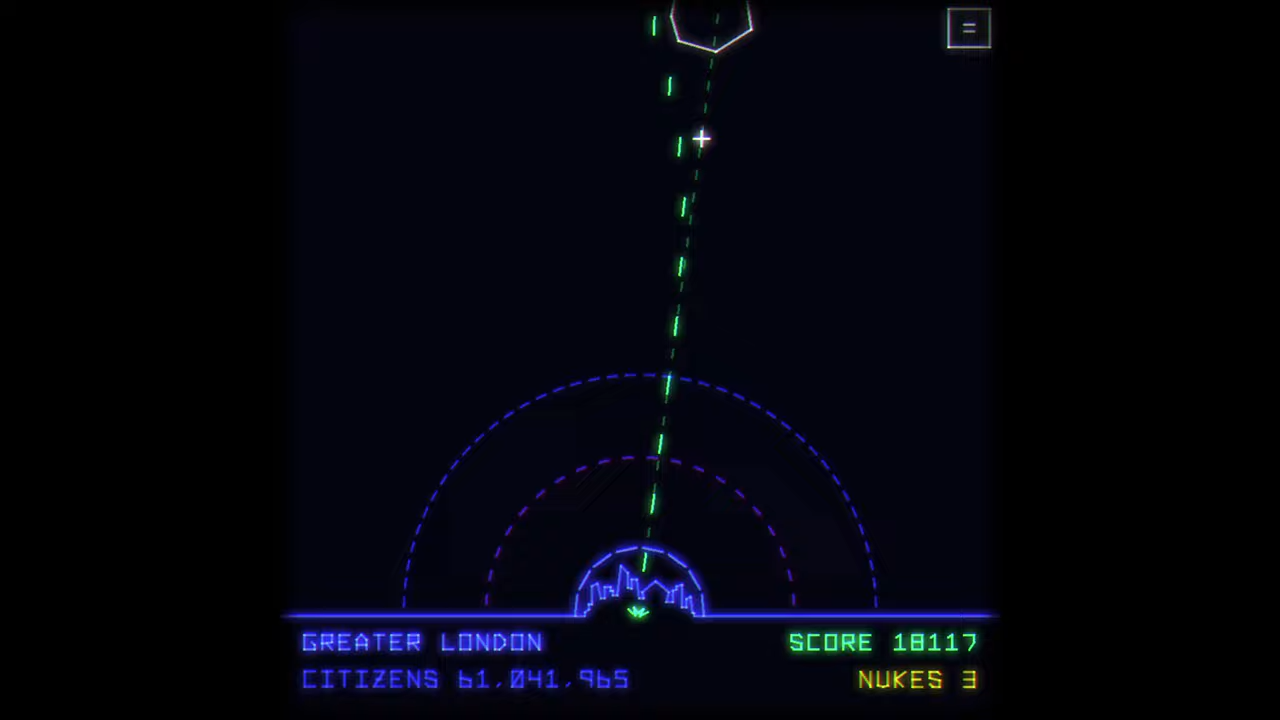 =
GREATER LONDON
SCORE 18117
CITIZENS 61,041,965
NUKES 3